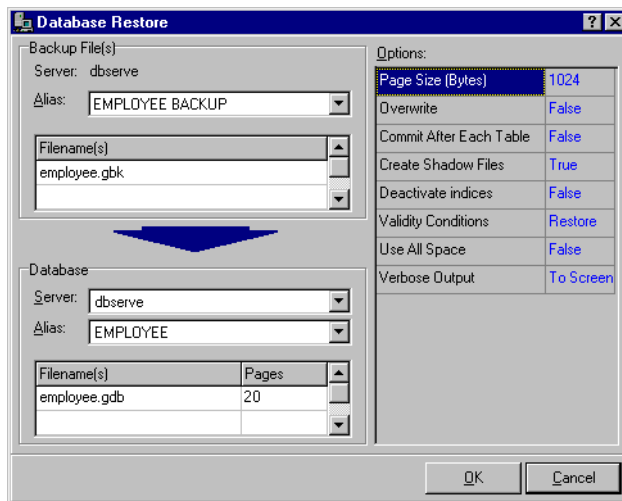 Database Restore
Backup File(s)
Server: dbserve
Alias: EMPLOYEE BACKUP
Filename(s)
employee.gbk
Database
Server: dbserve
Alias: EMPLOYEE
Filename(s) Pages
employee.gdb 20
Options:
Page Size (Bytes) 1024
Overwrite False
Commit After Each Table False
Create Shadow Files True
Deactivate indices False
Validity Conditions Restore
Use All Space False
Verbose Output To Screen
OK Cancel